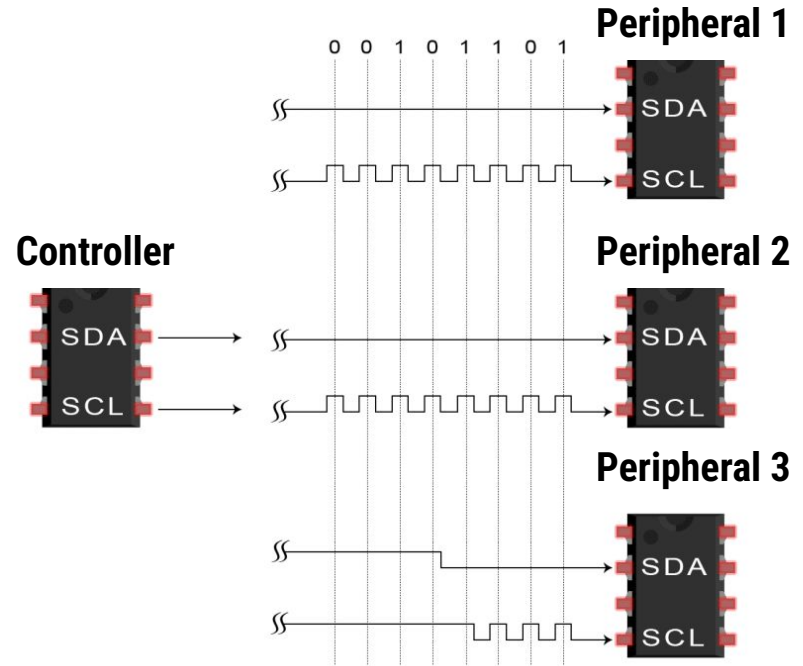 Peripheral 1
0 0 1 0 1 1 0 1
SDA
SCL
Controller
Peripheral 2
SDA
SDA
SCL
SCL
Peripheral 3
SDA
SCL